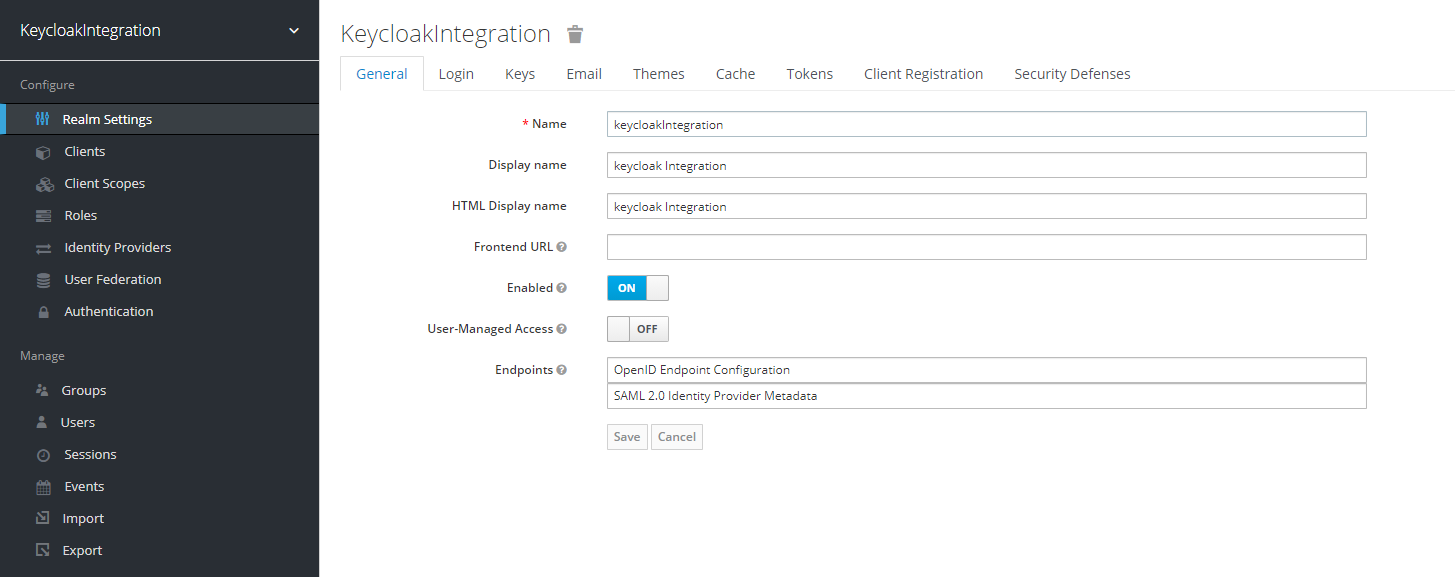 KeycloakIntegration
Configure
Realm Settings
Clients
Client Scopes
Roles
Identity Providers
User Federation
Authentication
Manage
Groups
Users
Sessions
Events
Import
Export
KeycloakIntegration
General Login Keys Email Themes Cache Tokens Client Registration Security Defenses
* Name keycloakIntegration
Display name keycloak Integration
HTML Display name keycloak Integration
Frontend URL
Enabled ON
User-Managed Access OFF
Endpoints OpenID Endpoint Configuration
SAML 2.0 Identity Provider Metadata
Save Cancel